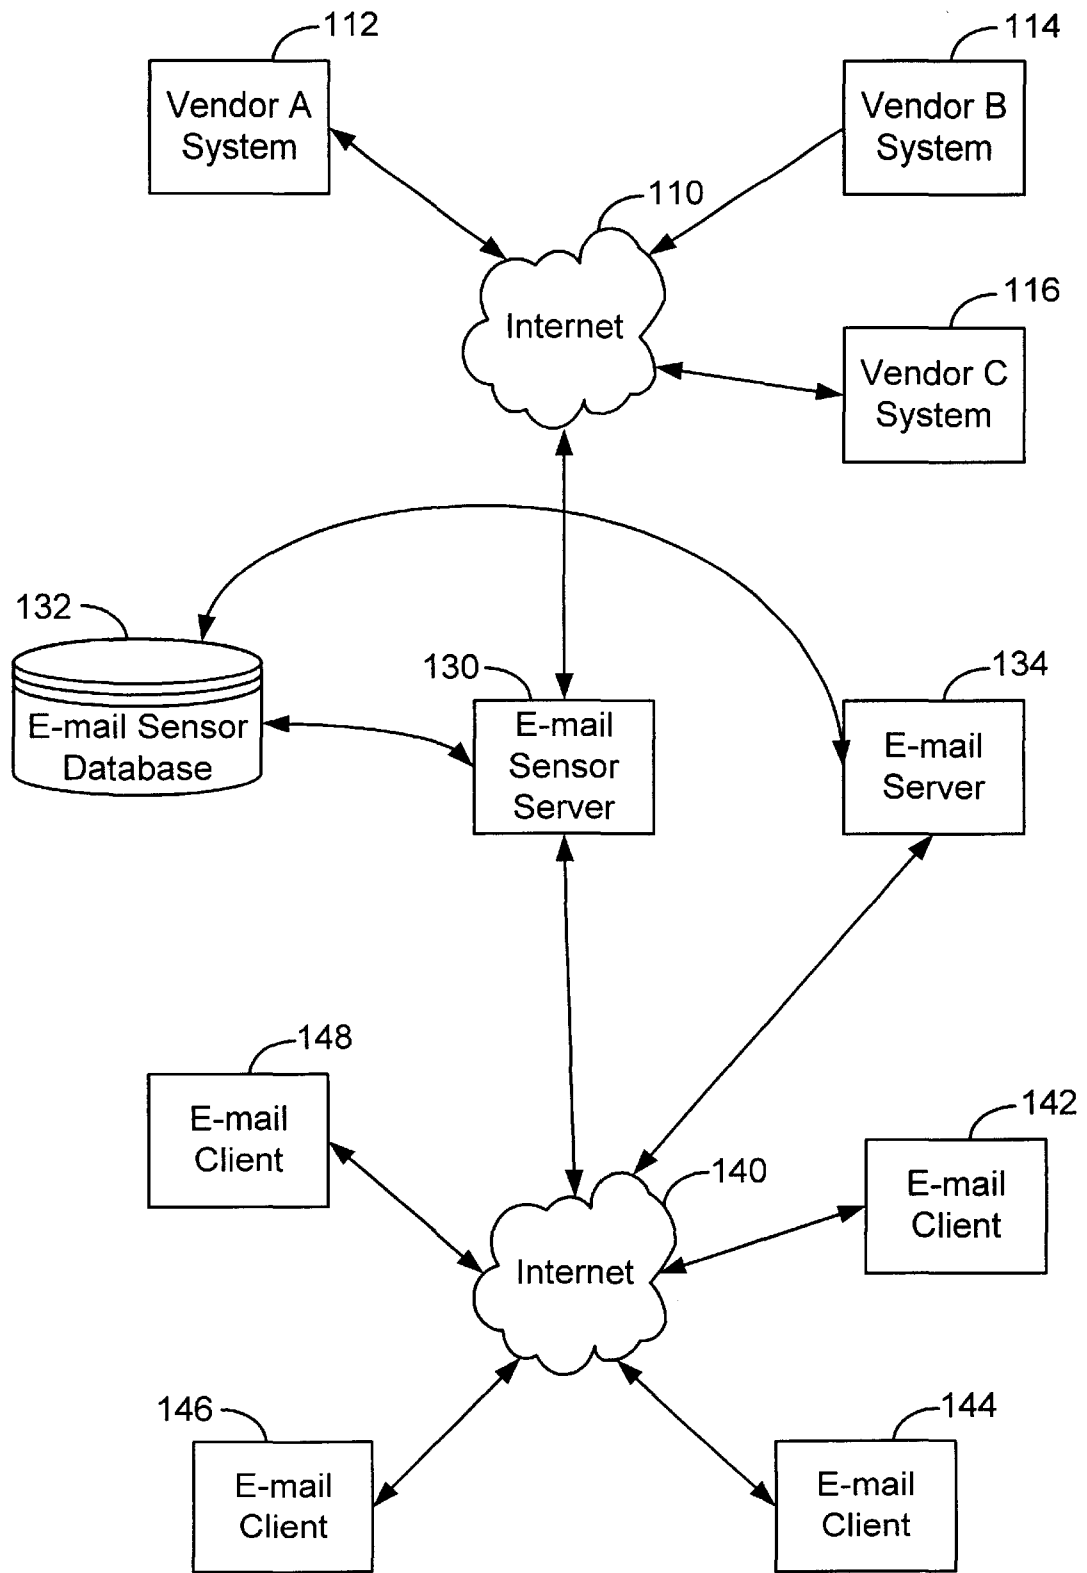 112
Vendor A
System
114
Vendor B
System
110
Internet
116
Vendor C
System
132
E-mail Sensor
Database
130
E-mail
Sensor
Server
134
E-mail
Server
148
E-mail
Client
142
E-mail
Client
140
Internet
146
E-mail
Client
144
E-mail
Client